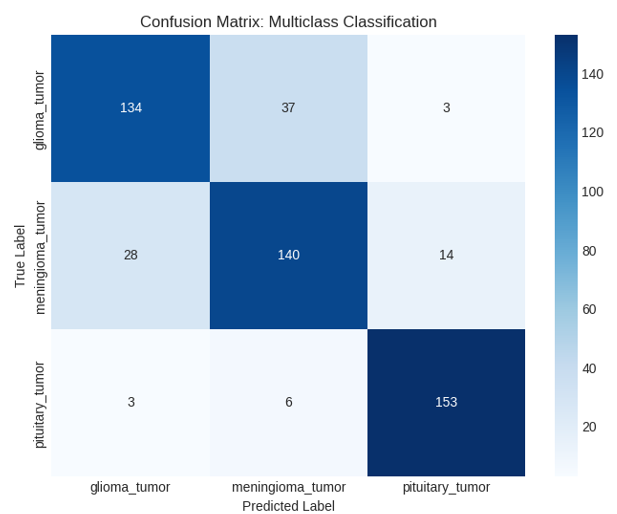 Confusion Matrix: Multiclass Classification
True Label
glioma_tumor
134 37 3
meningioma_tumor
28 140 14
pituitary_tumor
3 6 153
glioma_tumor meningioma_tumor pituitary_tumor
Predicted Label
140
120
100
80
60
40
20